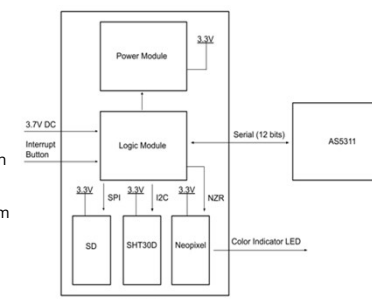 Power Module
3.3V
3.7V DC
Interrupt
Button
Logic Module
Serial (12 bits)
AS5311
3.3V
SPI
3.3V
I2C
3.3V
NZR
SD
SHT30D
Neopixel
Color Indicator LED